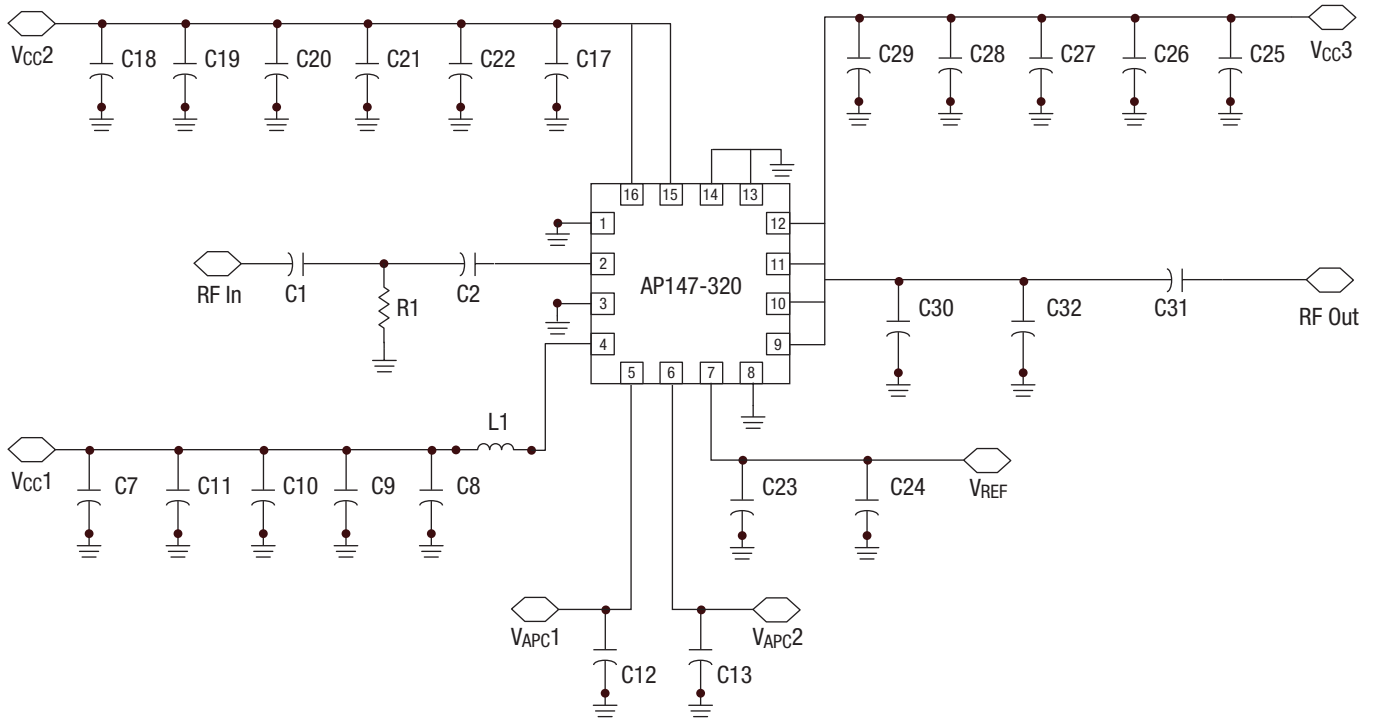 VCC2
C18
C19
C20
C21
C22
C17
C29
C28
C27
C26
C25
VCC3
16
15
14
13
1
2
3
4
12
11
10
9
AP147-320
5
6
7
8
RF In
C1
R1
C2
C30
C32
C31
RF Out
L1
VCC1
C7
C11
C10
C9
C8
C23
C24
VREF
VAPC1
C12
C13
VAPC2